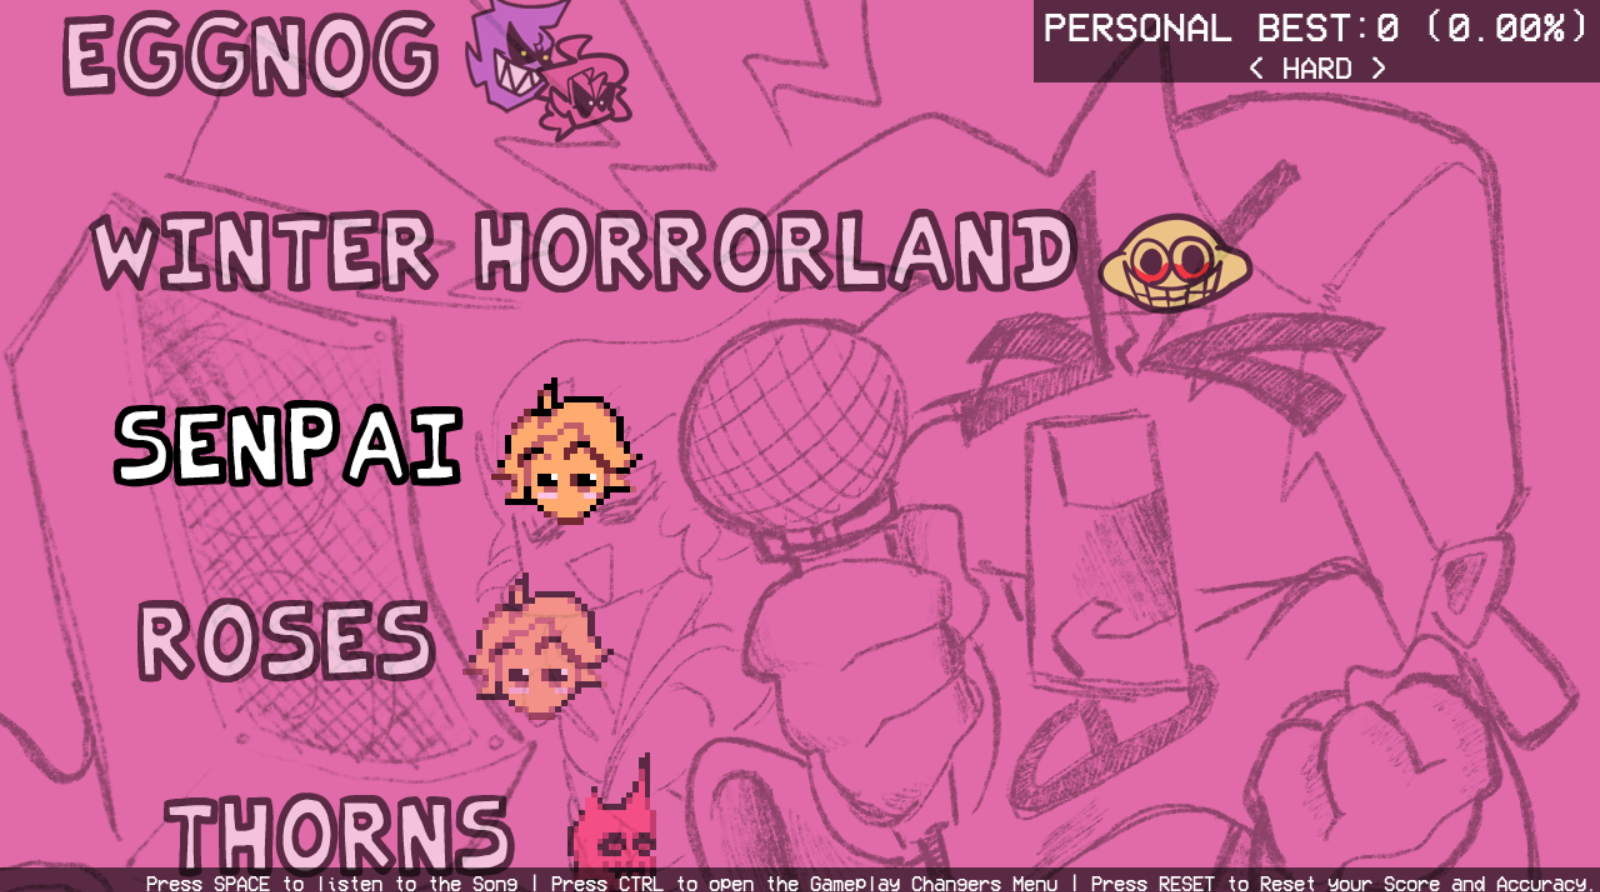 EGGNOG
PERSONAL BEST:0 (0.00%)
< HARD >
WINTER HORRORLAND
SENPAI
ROSES
THORNS
Press SPACE to listen to the Song | Press CTRL to open the Gameplay Changers Menu | Press RESET to Reset your Score and Accuracy.